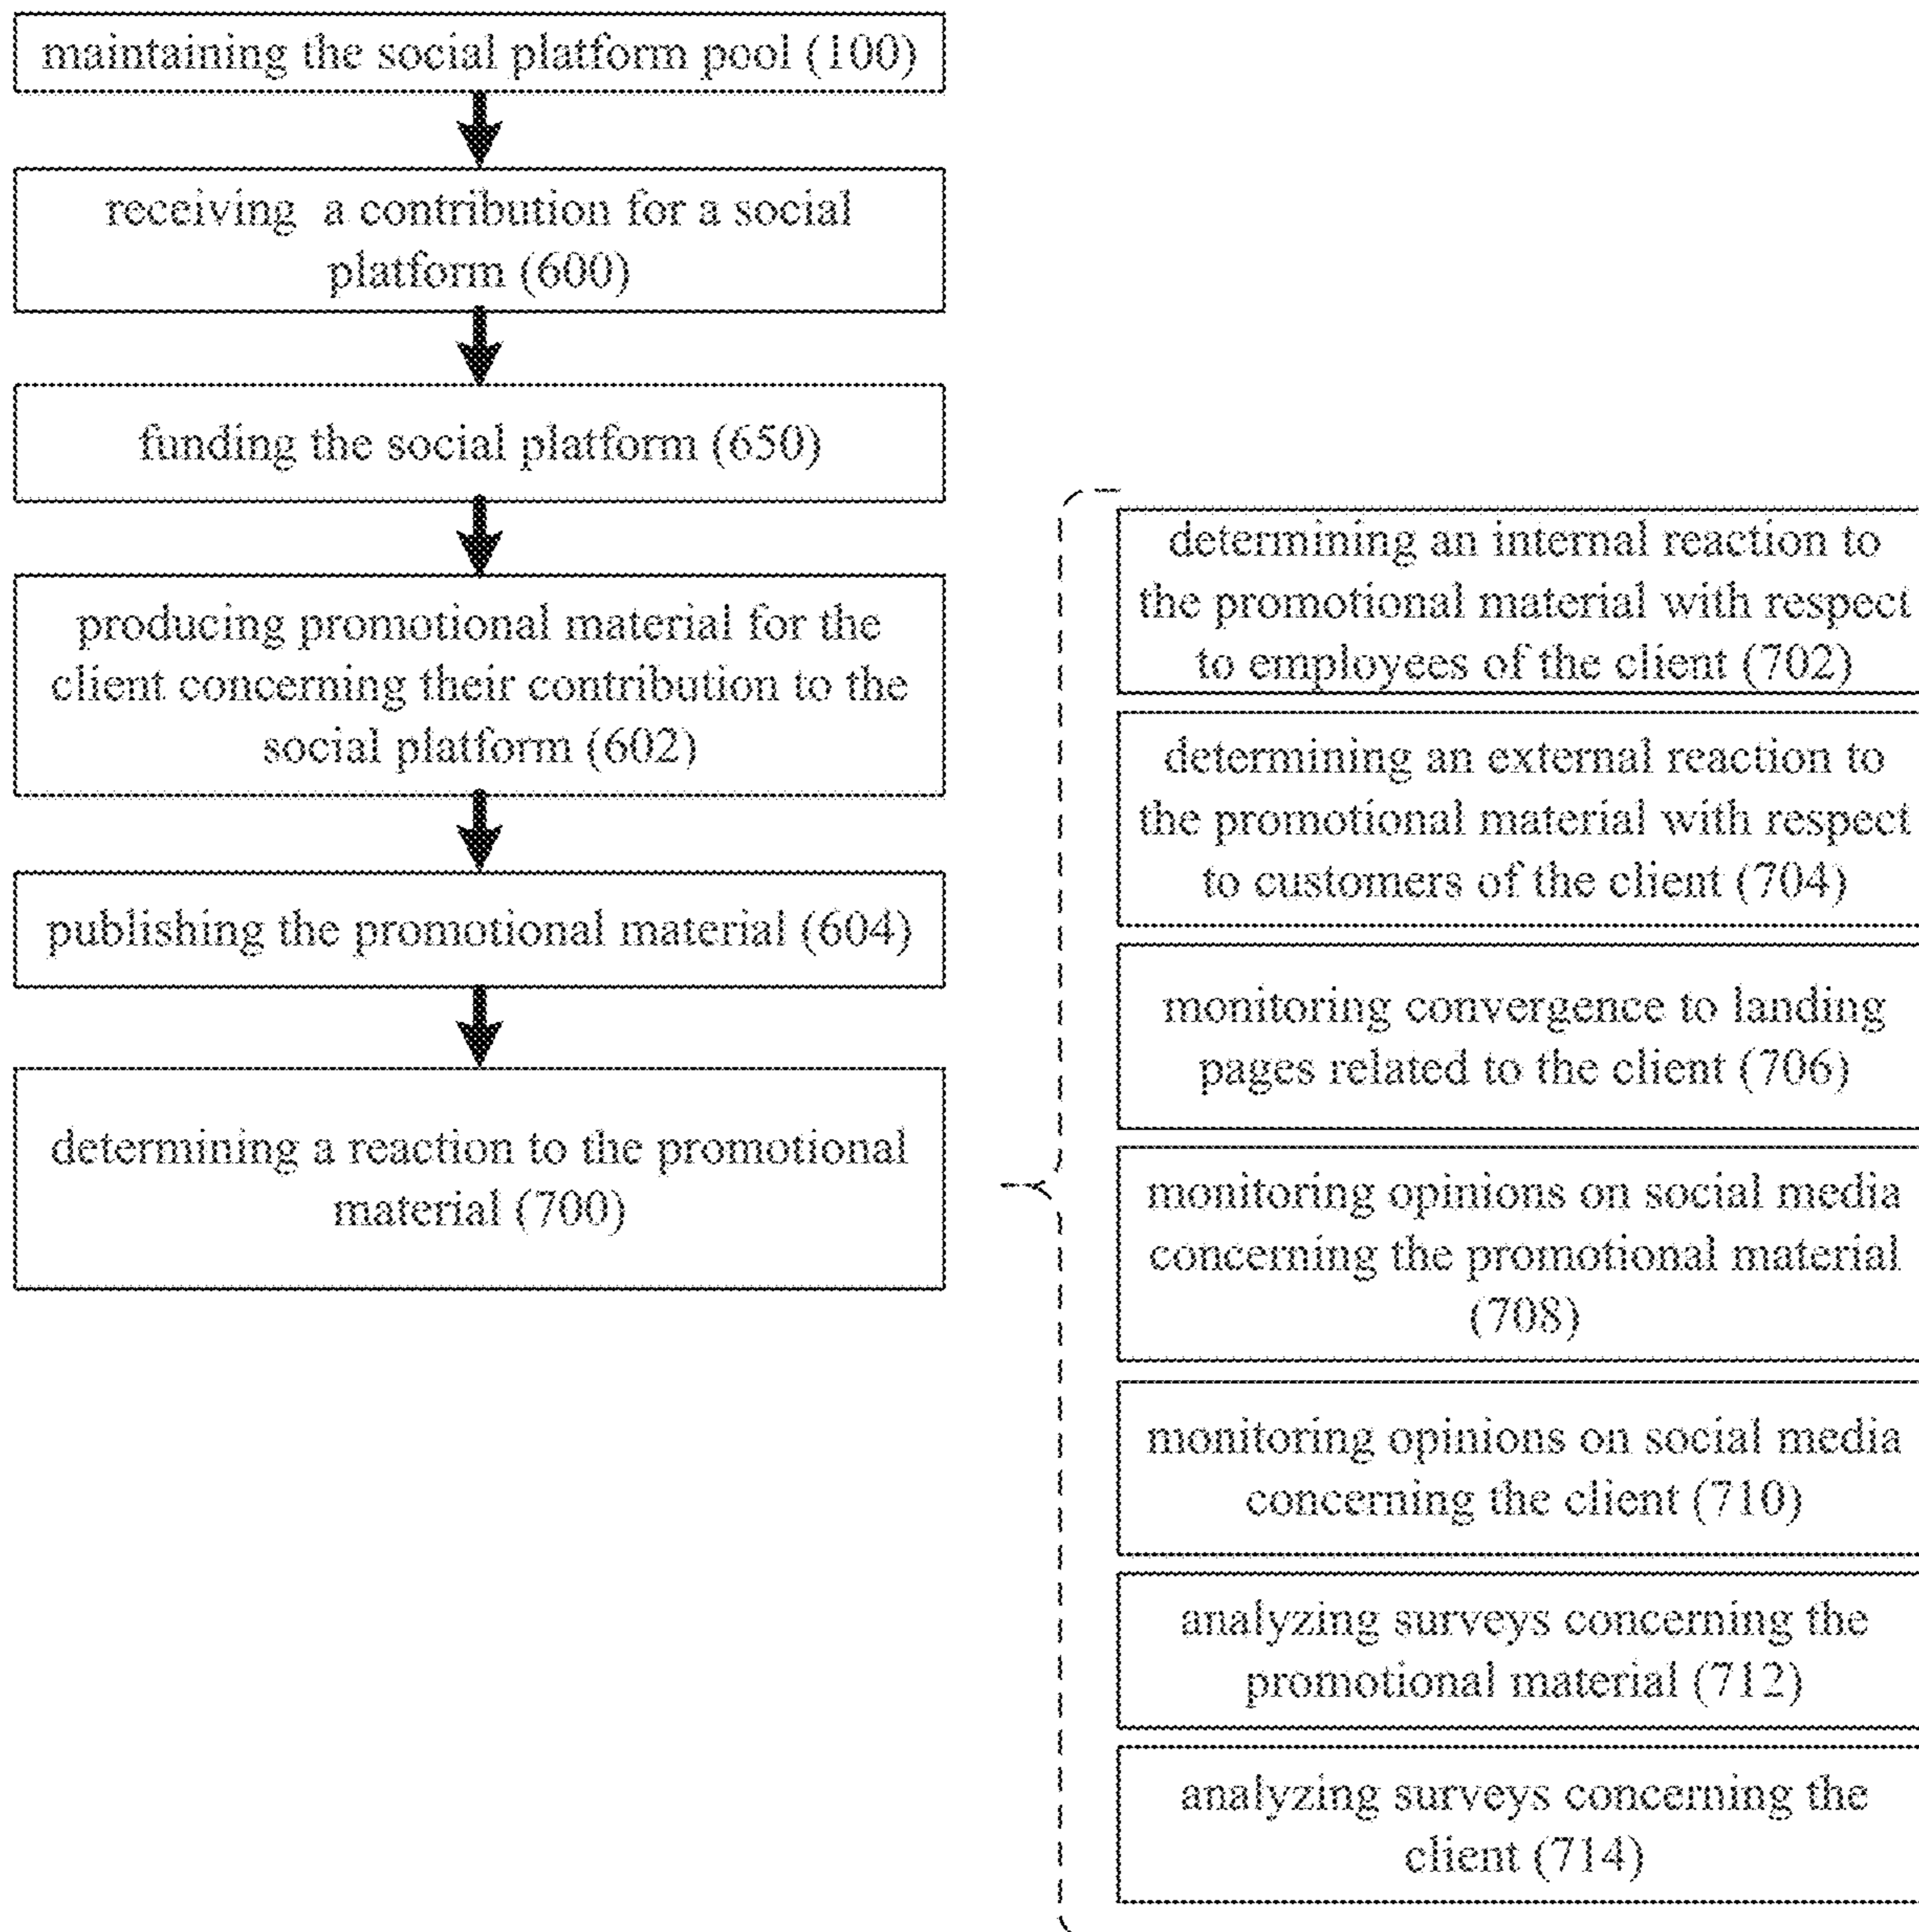 maintaining the social platform pool (100)
receiving a contribution for a social
platform (600)
funding the social platform (650)
producing promotional material for the
client concerning their contribution to the
social platform (602)
publishing the promotional material (604)
determining a reaction to the promotional
material (700)
determining an internal reaction to
the promotional material with respect
to employees of the client (702)
determining an external reaction to
the promotional material with respect
to customers of the client (704)
monitoring convergence to landing
pages related to the client (706)
monitoring opinions on social media
concerning the promotional material
(708)
monitoring opinions on social media
concerning the client (710)
analyzing surveys concerning the
promotional material (712)
analyzing surveys concerning the
client (714)